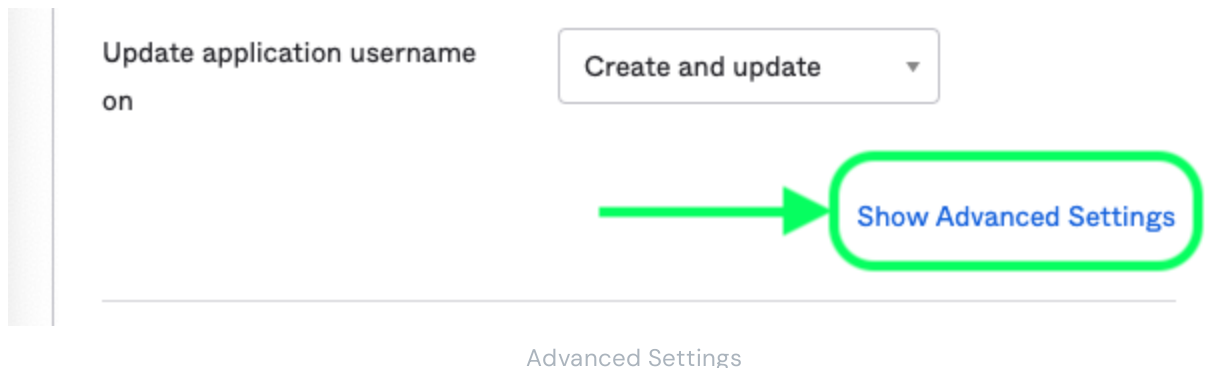 Update application username
on
Create and update
Show Advanced Settings
Advanced Settings